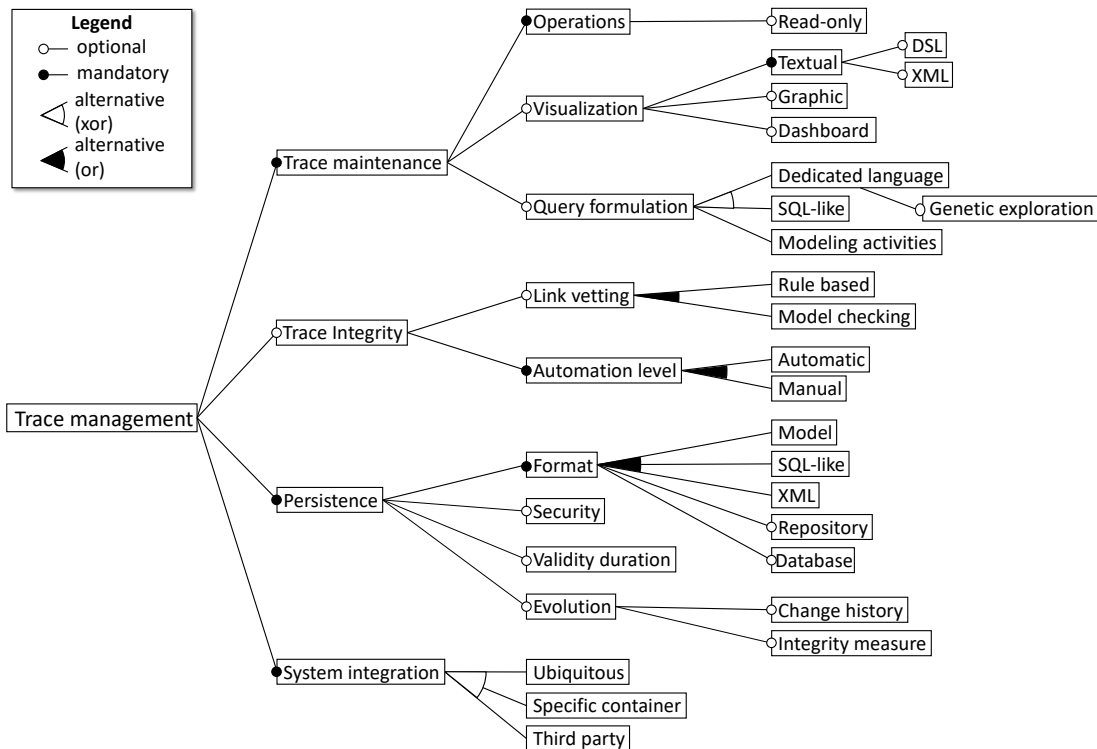 Legend
optional
mandatory
alternative
(xor)
alternative
(or)
Operations
Read-only
Visualization
Textual
DSL
XML
Graphic
Dashboard
Trace maintenance
Query formulation
Dedicated language
SQL-like
Genetic exploration
Modeling activities
Trace Integrity
Link vetting
Rule based
Model checking
Automation level
Automatic
Manual
Trace management
Persistence
Format
Model
SQL-like
XML
Repository
Database
Security
Validity duration
Evolution
Change history
Integrity measure
System integration
Ubiquitous
Specific container
Third party